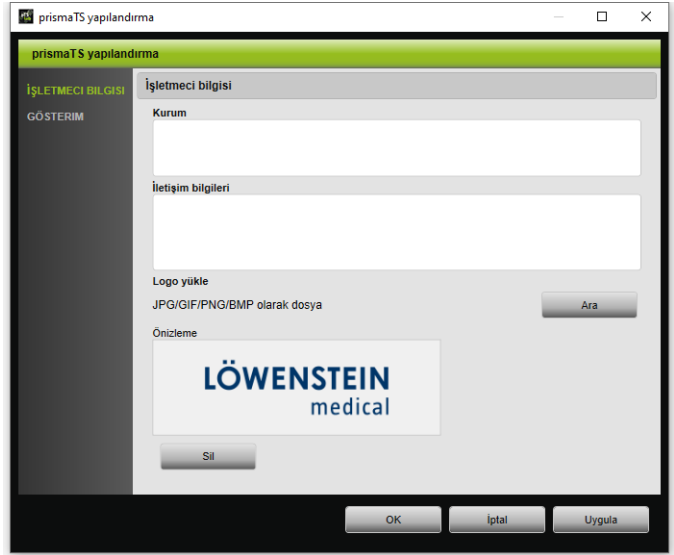 prismaTS yapılandırma
prismaTS yapılandırma
İŞLETMECI BILGISI
GÖSTERIM
İşletmeci bilgisi
Kurum
İletişim bilgileri
Logo yükle
JPG/GIF/PNG/BMP olarak dosya
Ara
Önizleme
LÖWENSTEIN
medical
Sil
OK
İptal
Uygula